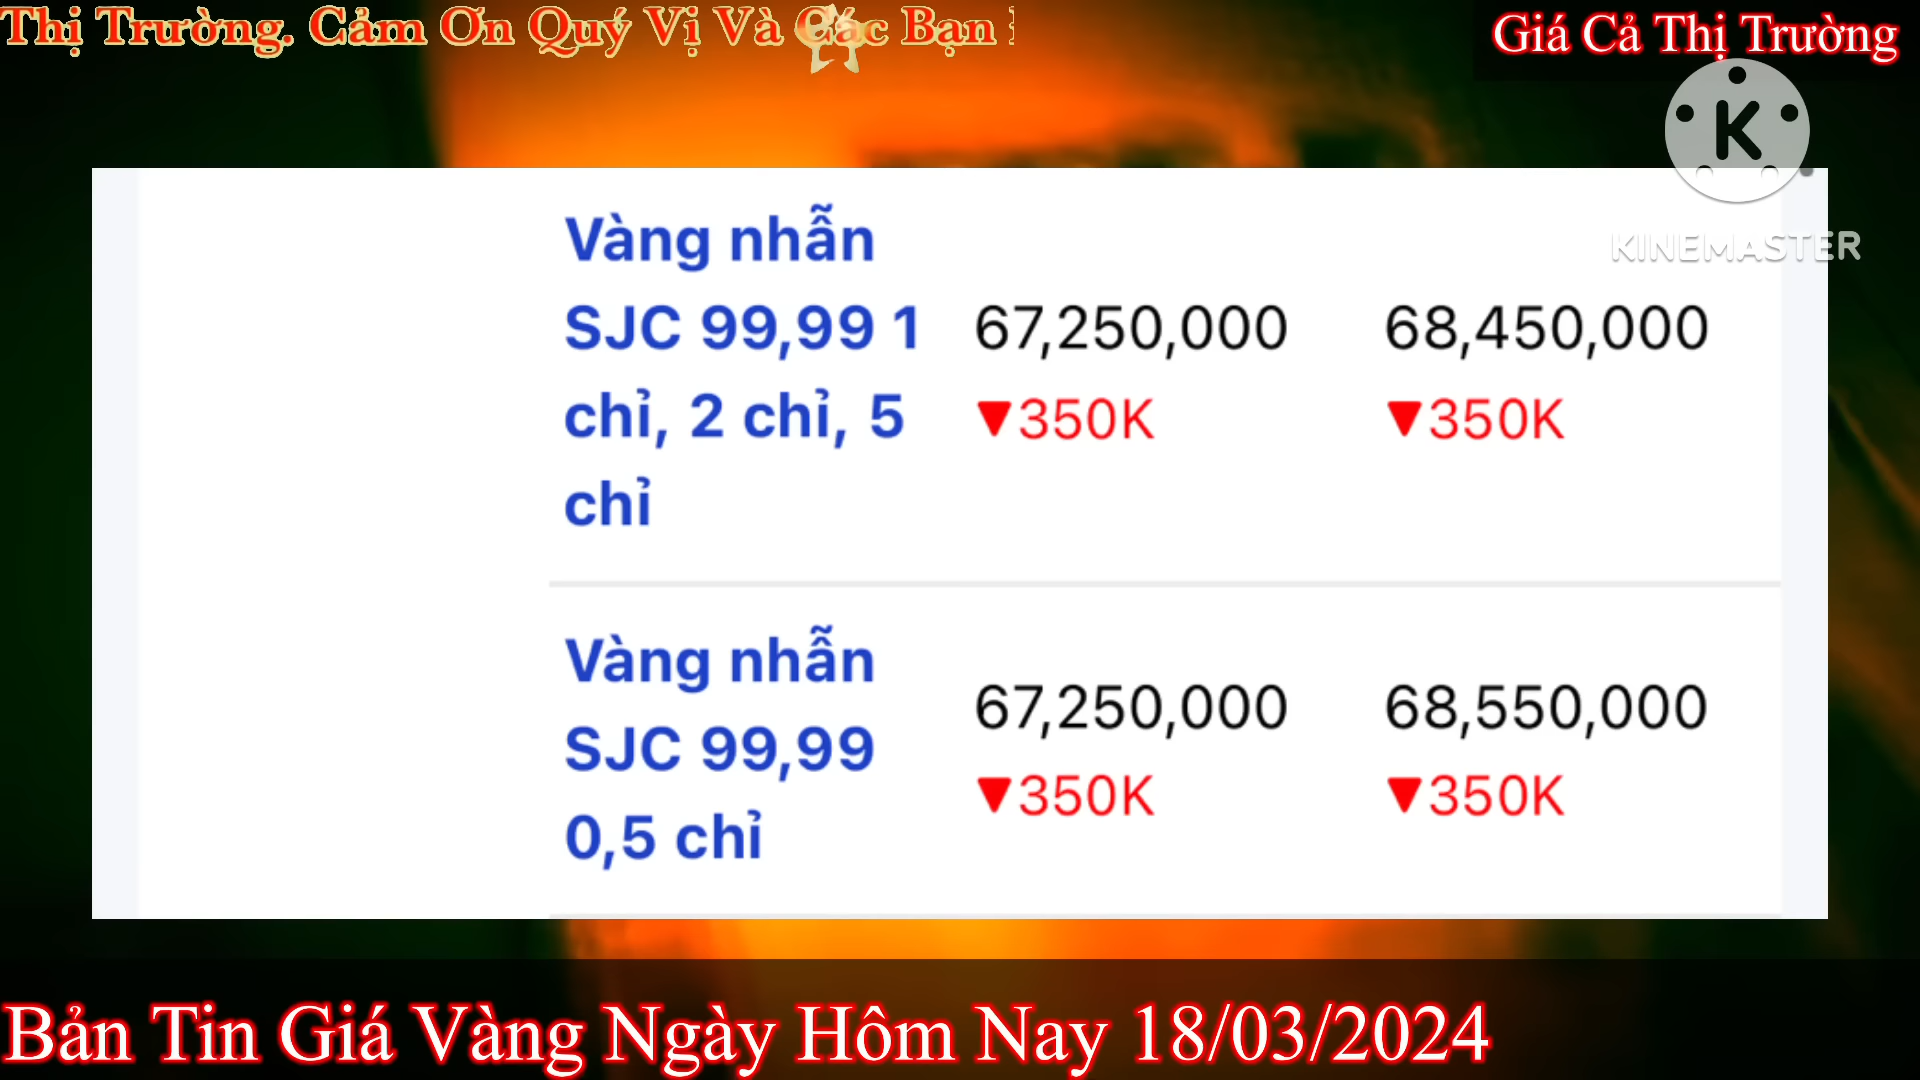 Thị Trường. Cảm Ơn Quý Vị Và Các Bạn
Giá Cả Thị Trường
K
KINEMASTER
Vàng nhẫn
SJC 99,99 1 67,250,000 68,450,000
chỉ, 2 chỉ, 5 ▼350K ▼350K
chỉ
Vàng nhẫn
67,250,000 68,550,000
SJC 99,99
▼350K ▼350K
0,5 chỉ
Bản Tin Giá Vàng Ngày Hôm Nay 18/03/2024